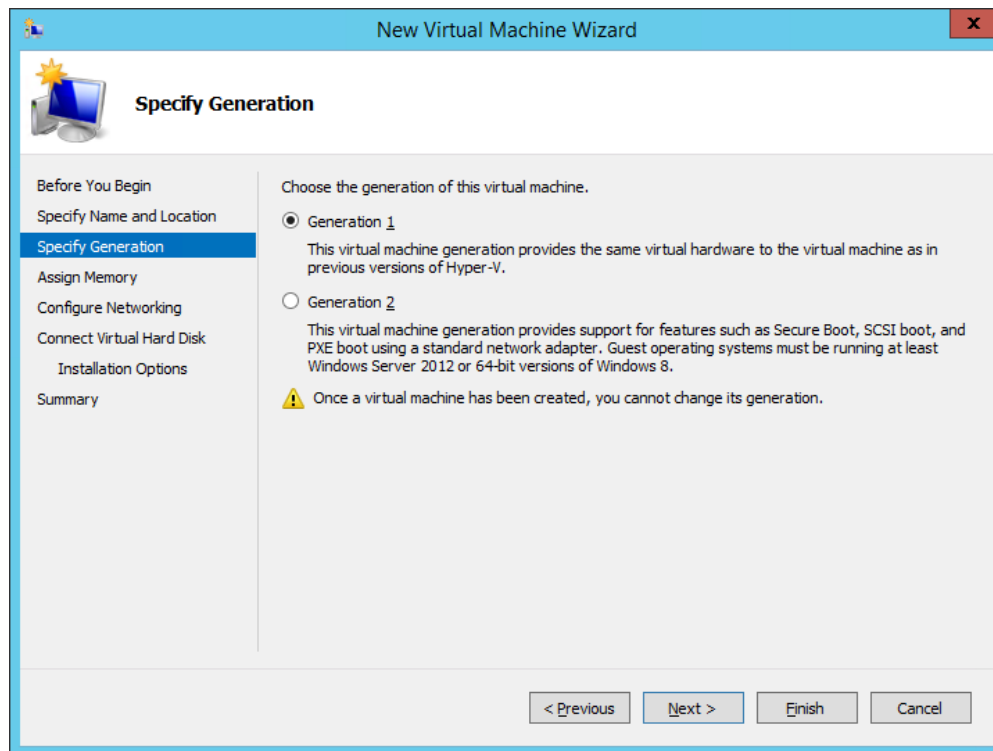 New Virtual Machine Wizard
x
Specify Generation
Before You Begin
Specify Name and Location
Specify Generation
Assign Memory
Configure Networking
Connect Virtual Hard Disk
Installation Options
Summary
Choose the generation of this virtual machine.
Generation 1
This virtual machine generation provides the same virtual hardware to the virtual machine as in
previous versions of Hyper-V.
Generation 2
This virtual machine generation provides support for features such as Secure Boot, SCSI boot, and
PXE boot using a standard network adapter. Guest operating systems must be running at least
Windows Server 2012 or 64-bit versions of Windows 8.
Once a virtual machine has been created, you cannot change its generation.
< Previous
Next >
Finish
Cancel